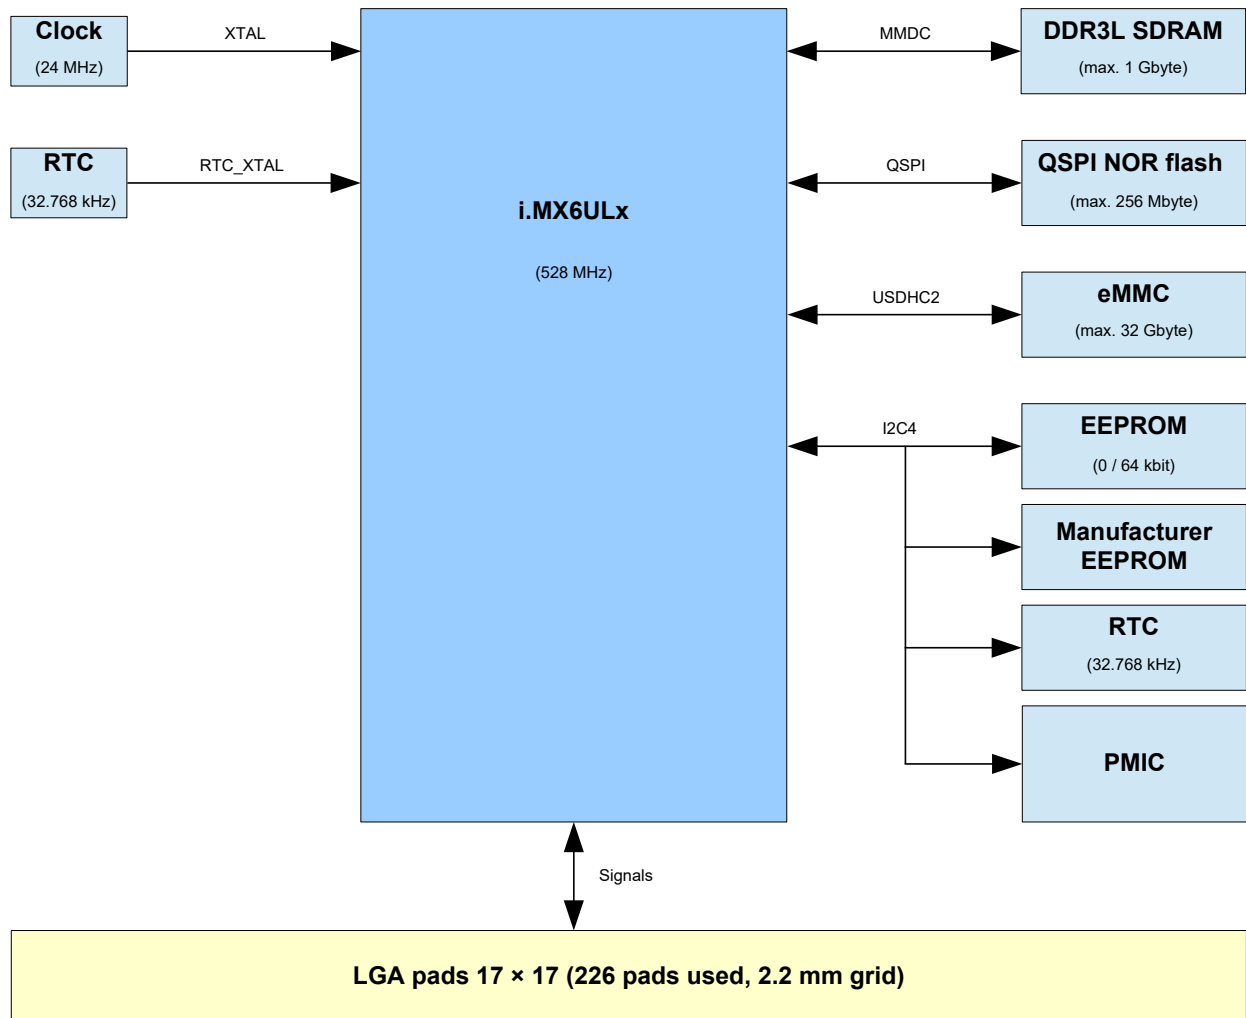 Clock
(24 MHz)
XTAL
RTC
(32.768 kHz)
RTC_XTAL
i.MX6ULx
(528 MHz)
MMDC
DDR3L SDRAM
(max. 1 Gbyte)
QSPI
QSPI NOR flash
(max. 256 Mbyte)
USDHC2
eMMC
(max. 32 Gbyte)
I2C4
EEPROM
(0 / 64 kbit)
Manufacturer
EEPROM
RTC
(32.768 kHz)
PMIC
Signals
LGA pads 17 × 17 (226 pads used, 2.2 mm grid)